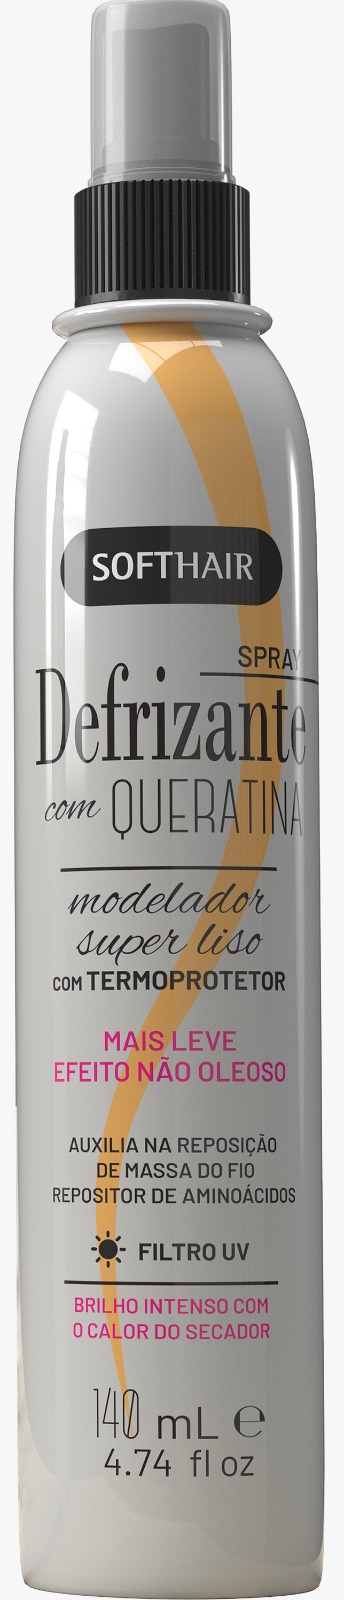 SOFTHAIR
SPRAY
Defrizante
com QUERATINA
modelador
super liso
COM TERMOPROTETOR
MAIS LEVE
EFEITO NÃO OLEOSO
AUXILIA NA REPOSIÇÃO
DE MASSA DO FIO
REPOSITOR DE AMINOÁCIDOS
FILTRO UV
BRILHO INTENSO COM
O CALOR DO SECADOR
140 mL ℮
4.74 fl oz